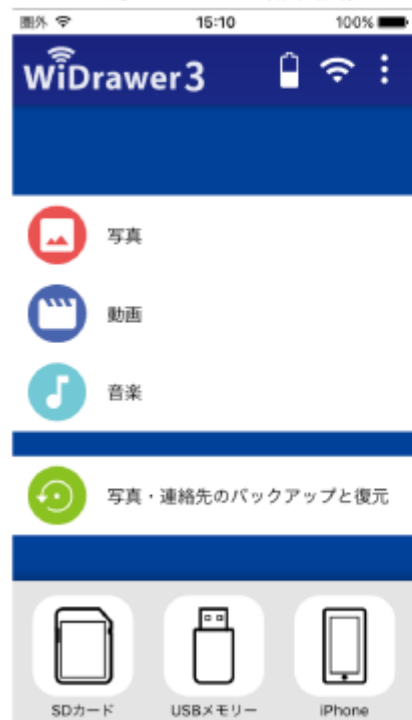 圏外 15:10 100%
WiDrawer3
写真
動画
音楽
写真・連絡先のバックアップと復元
SDカード USBメモリー iPhone